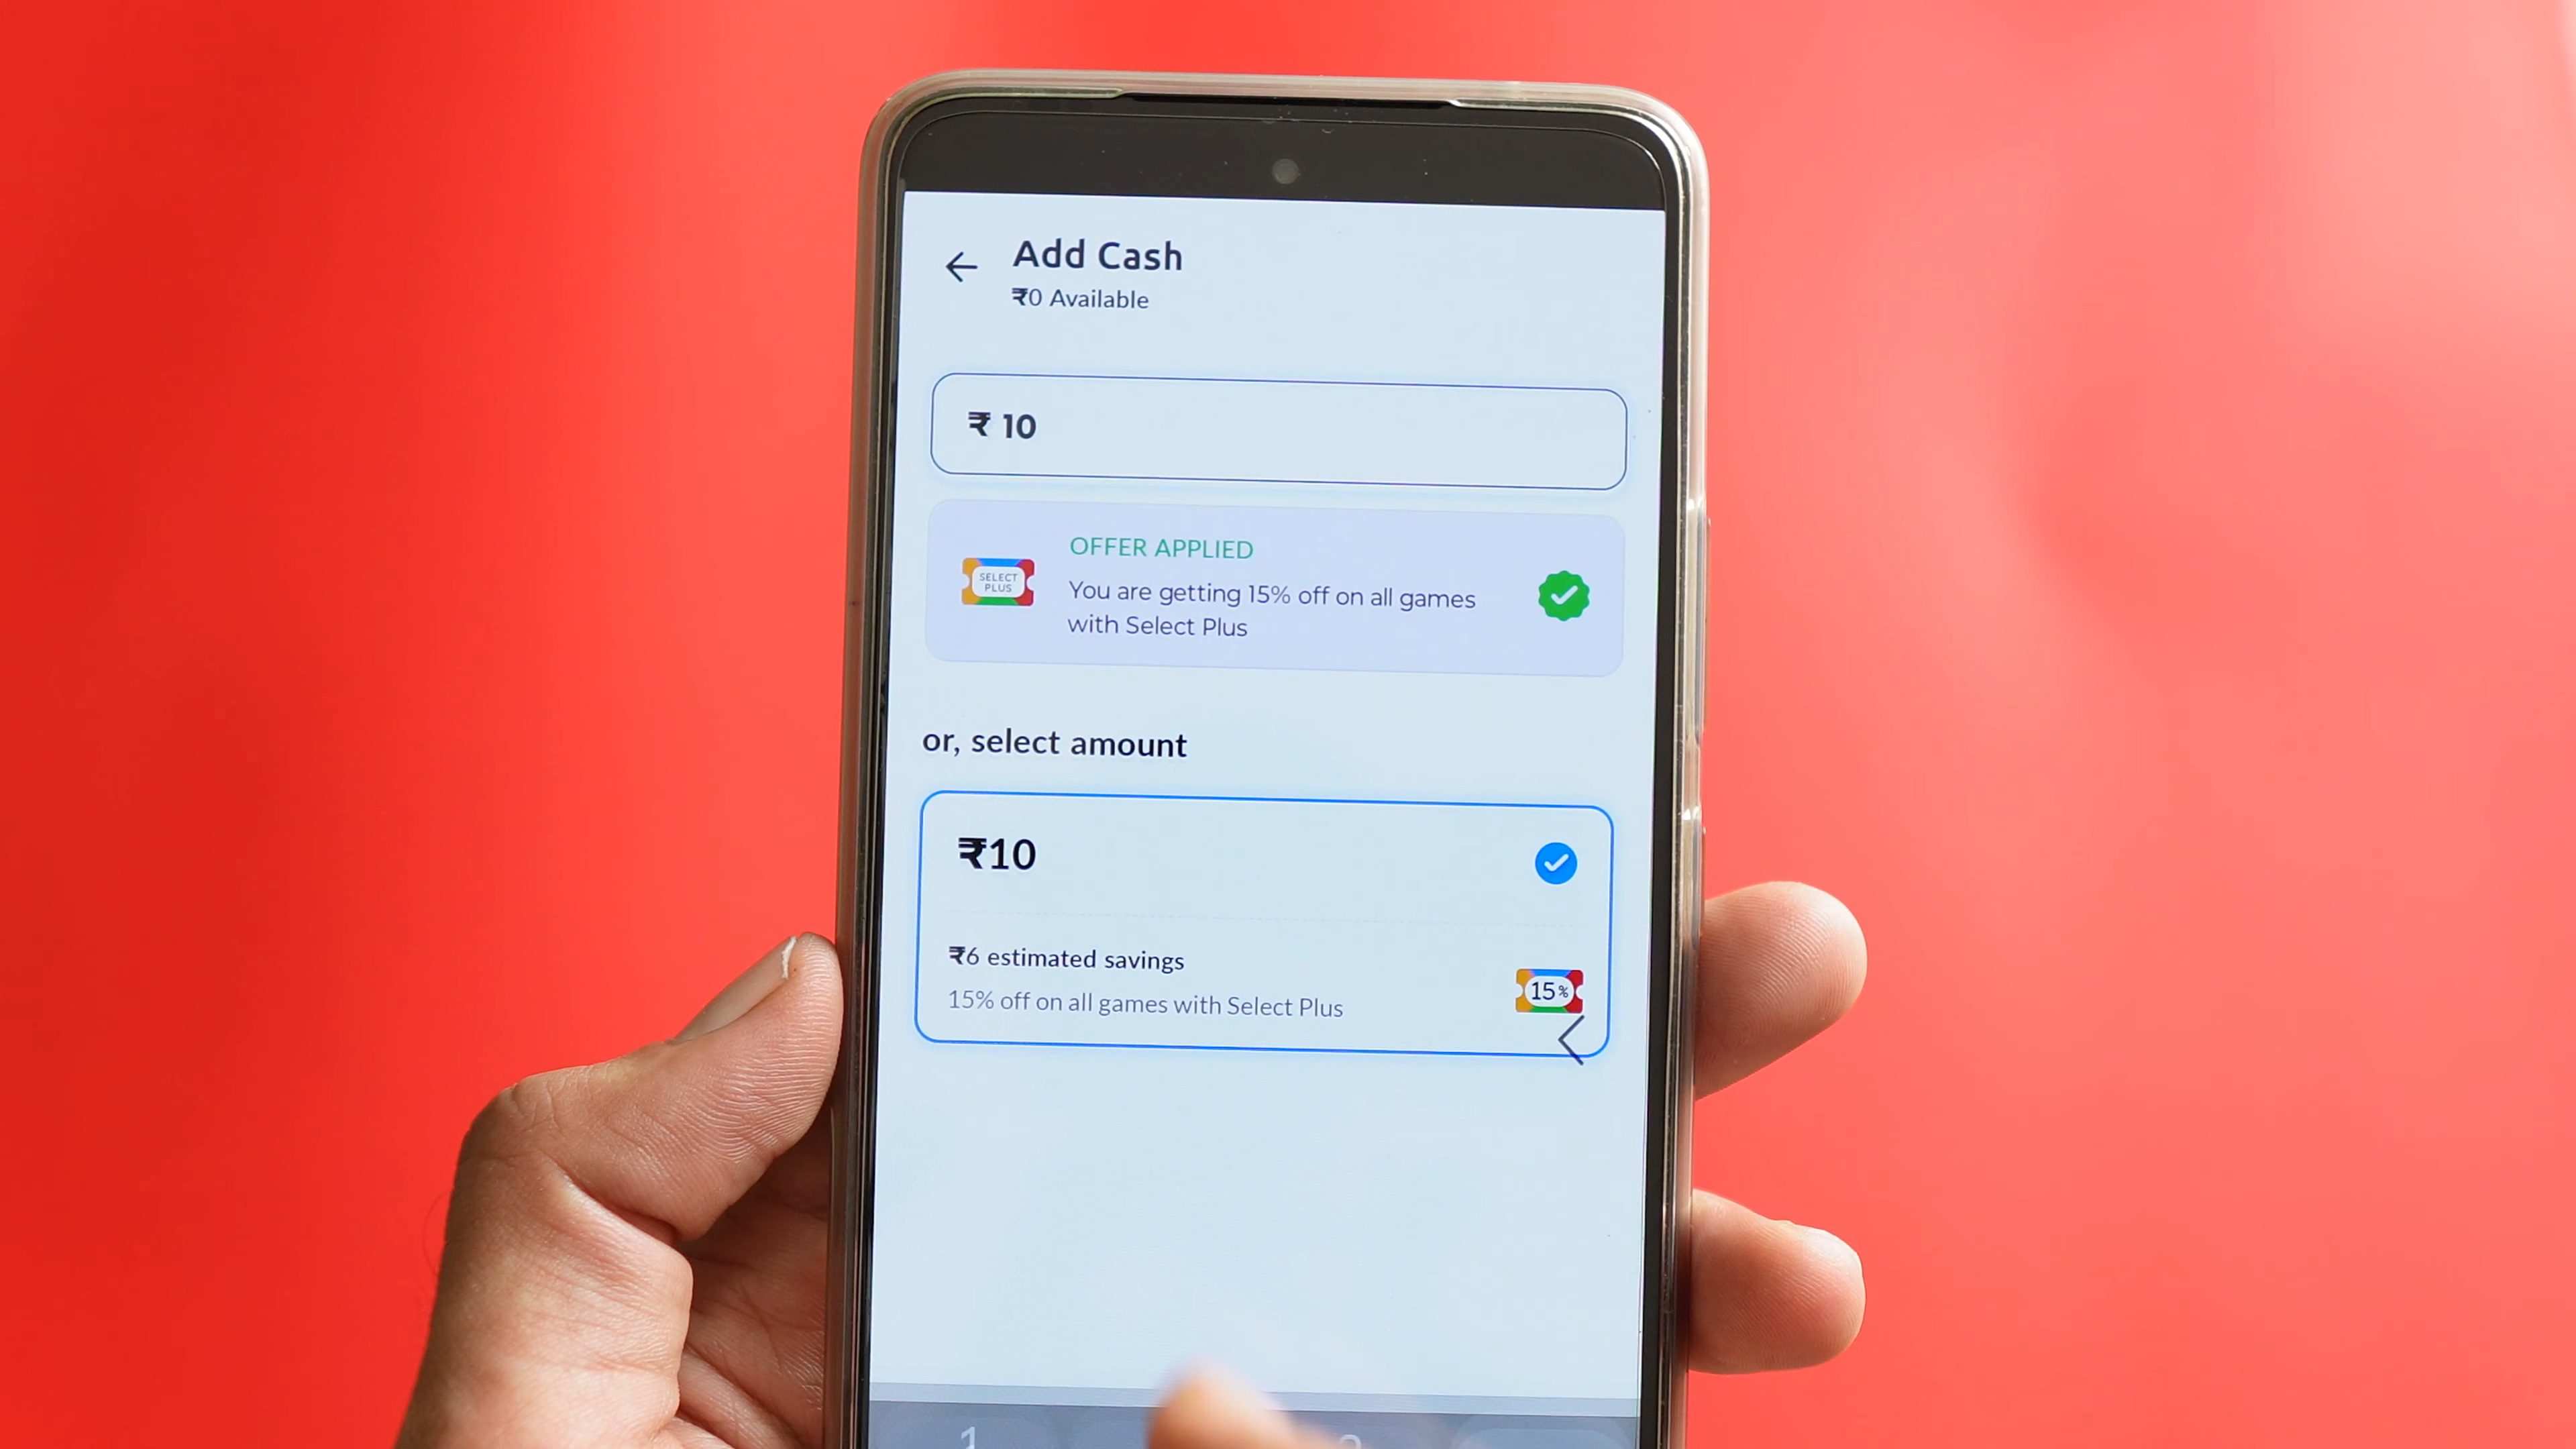 Add Cash
₹0 Available
₹ 10
OFFER APPLIED
SELECT
PLUS
You are getting 15% off on all games
with Select Plus
or, select amount
₹10
₹6 estimated savings
15% off on all games with Select Plus
15%
1